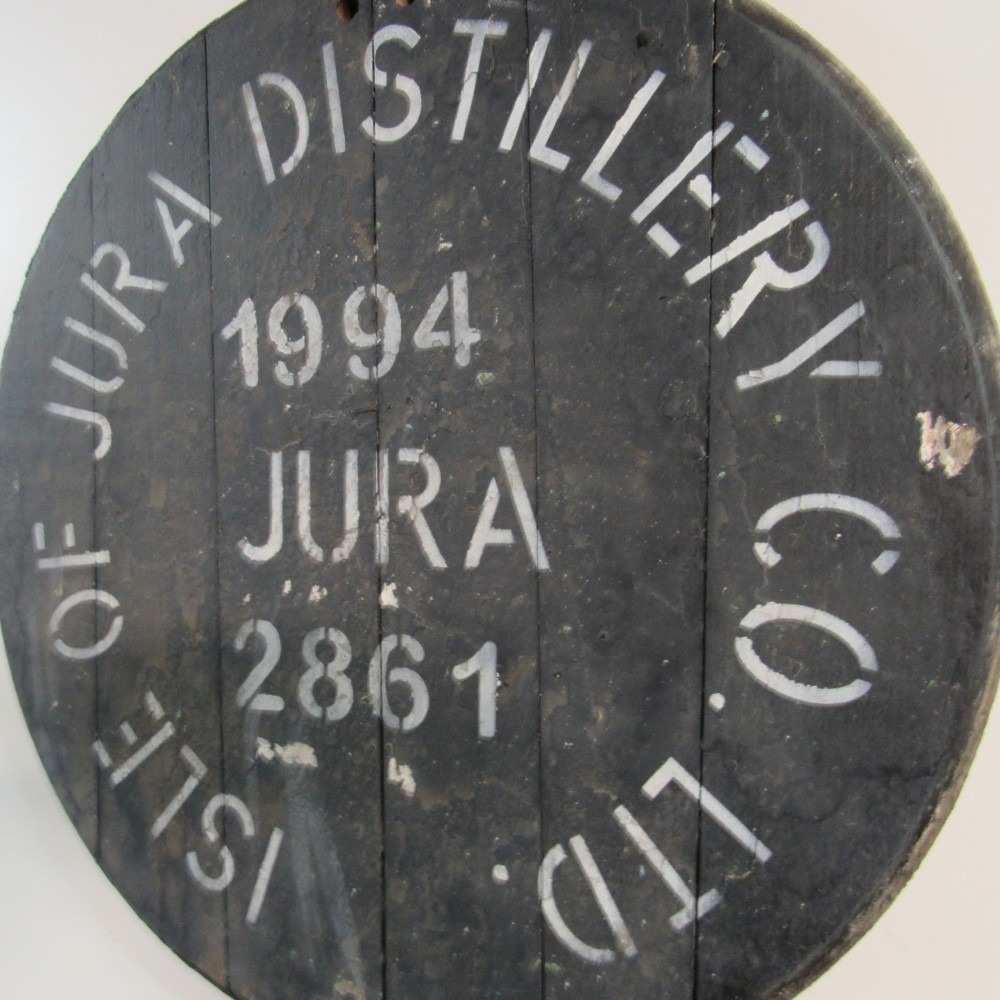 ISLE OF JURA DISTILLERY CO. LTD.
1994
JURA
2861